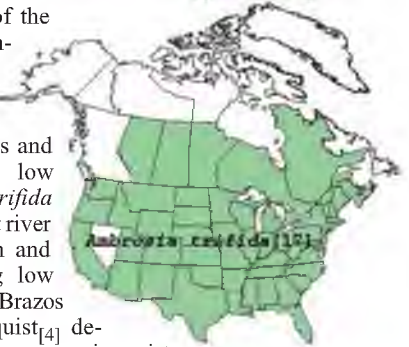 of the
n-
s and
low
rifida
t river
n and
g low
Brazos
quist[4] de-
Ambrosia trifida[12]